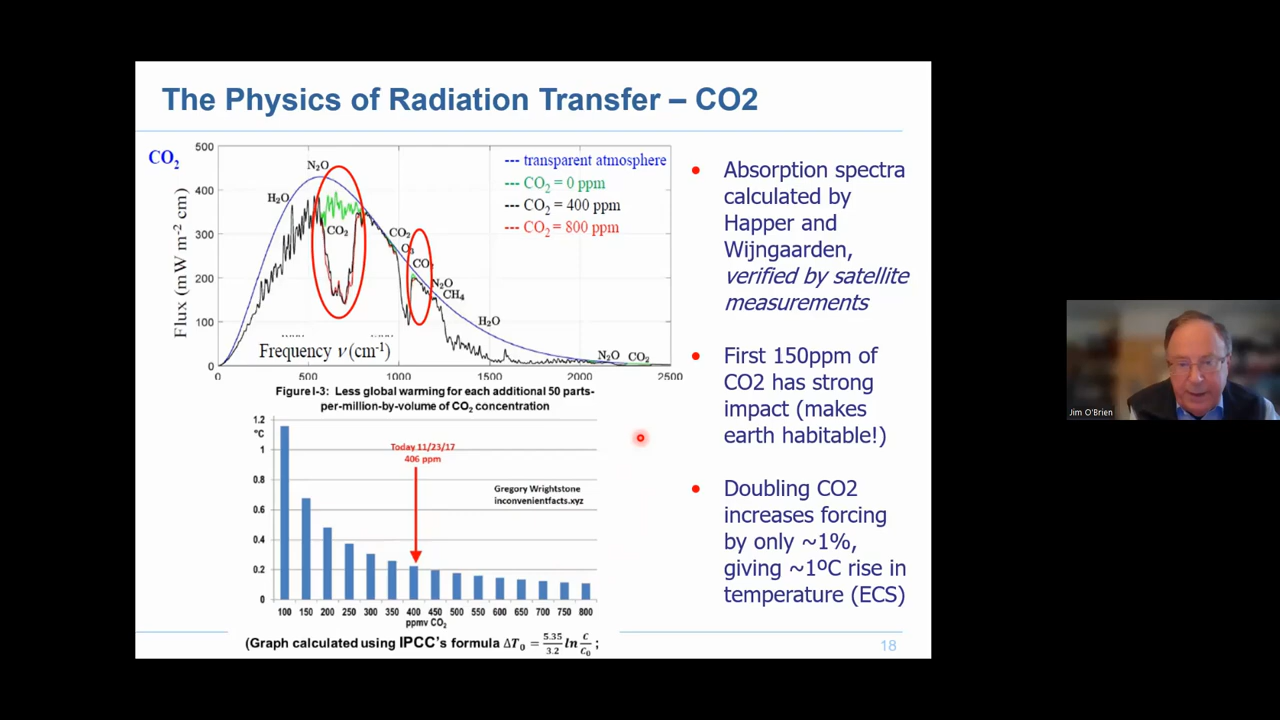 The Physics of Radiation Transfer – CO2
CO₂
Flux (mW m⁻² cm)
500
400
300
200
100
0
N₂O
H₂O
CO₂
CO₂
O₃
CO₂
N₂O
CH₄
H₂O
N₂O
CO₂
--- transparent atmosphere
--- CO₂ = 0 ppm
--- CO₂ = 400 ppm
--- CO₂ = 800 ppm
Frequency ν (cm⁻¹)
500
1000
1500
2000
2500
Figure I-3: Less global warming for each additional 50 parts-
per-million-by-volume of CO₂ concentration
1.2
°C
1
0.8
0.6
0.4
0.2
0
Today 11/23/17
406 ppm
Gregory Wrightstone
inconvenientfacts.xyz
100 150 200 250 300 350 400 450 500 550 600 650 700 750 800
ppmv CO₂
(Graph calculated using IPCC's formula ΔT₀ = 5.35/3.2 ln C/C₀ ;
• Absorption spectra
calculated by
Happer and
Wijngaarden,
verified by satellite
measurements
• First 150ppm of
CO2 has strong
impact (makes
earth habitable!)
• Doubling CO2
increases forcing
by only ~1%,
giving ~1ºC rise in
temperature (ECS)
18
Jim O'Brien